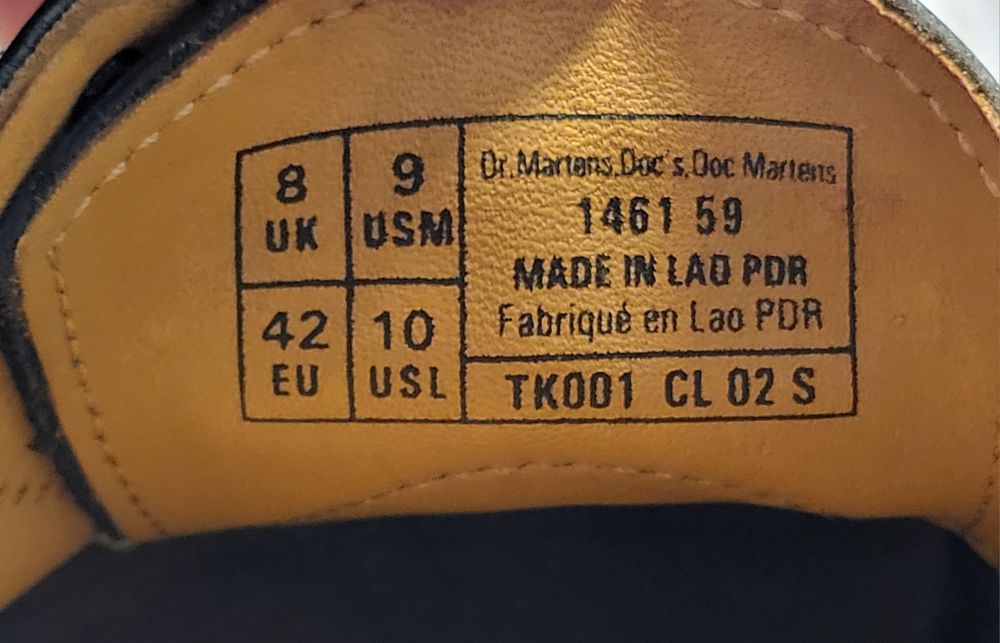 8
UK
9
USM
42
EU
10
USL
Dr.Martens.Doc's.Doc Martens
1461 59
MADE IN LAO PDR
Fabriqué en Lao PDR
TK001 CL 02 S